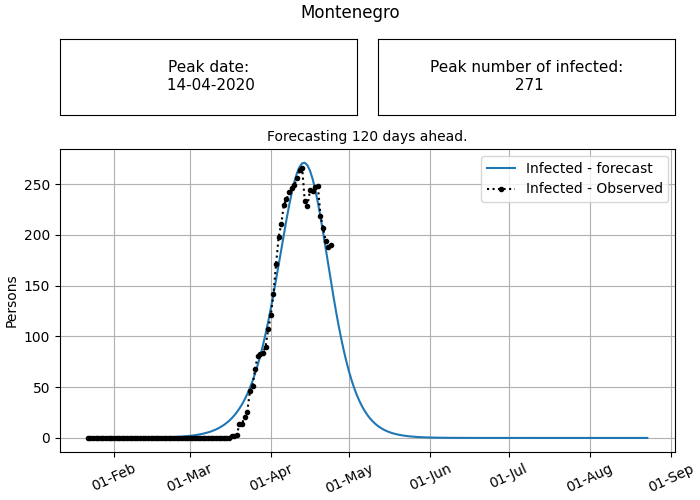 Montenegro
Peak date:
14-04-2020
Peak number of infected:
271
Forecasting 120 days ahead.
Infected - forecast
Infected - Observed
Persons
250
200
150
100
50
0
01-Feb
01-Mar
01-Apr
01-May
01-Jun
01-Jul
01-Aug
01-Sep